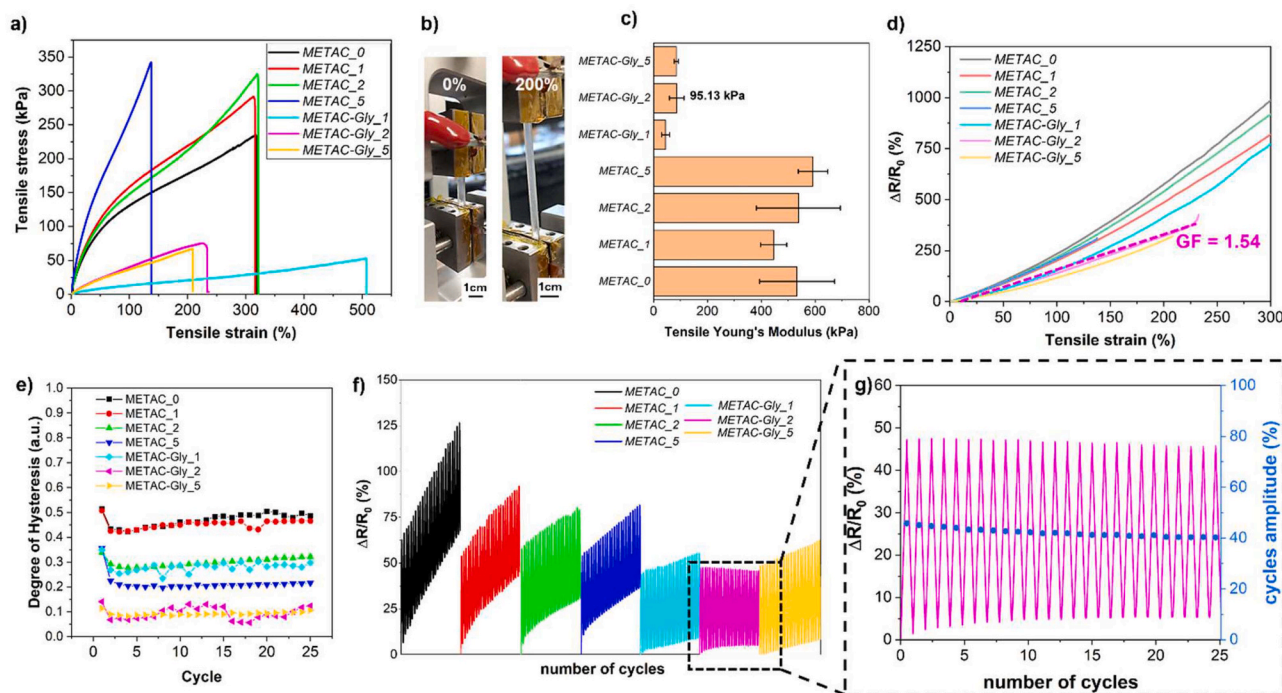 a)
Tensile stress (kPa)
350
300
250
200
150
100
50
0
0 100 200 300 400 500
Tensile strain (%)
METAC_0
METAC_1
METAC_2
METAC_5
METAC-Gly_1
METAC-Gly_2
METAC-Gly_5
b)
0%
200%
1cm
1cm
c)
METAC-Gly_5
METAC-Gly_2
95.13 kPa
METAC-Gly_1
METAC_5
METAC_2
METAC_1
METAC_0
0 200 400 600 800
Tensile Young's Modulus (kPa)
d)
ΔR/R0 (%)
1250
1000
750
500
250
0
METAC_0
METAC_1
METAC_2
METAC_5
METAC-Gly_1
METAC-Gly_2
METAC-Gly_5
GF = 1.54
0 50 100 150 200 250 300
Tensile strain (%)
e)
Degree of Hysteresis (a.u.)
1.0
0.9
0.8
0.7
0.6
0.5
0.4
0.3
0.2
0.1
0.0
METAC_0
METAC_1
METAC_2
METAC_5
METAC-Gly_1
METAC-Gly_2
METAC-Gly_5
0 5 10 15 20 25
Cycle
f)
ΔR/R0 (%)
150
125
100
75
50
25
0
METAC_0
METAC_1
METAC_2
METAC_5
METAC-Gly_1
METAC-Gly_2
METAC-Gly_5
number of cycles
g)
ΔR/R0 (%)
60
50
40
30
20
10
0
0 5 10 15 20 25
number of cycles
100
80
60
40
20
0
cycles amplitude (%)